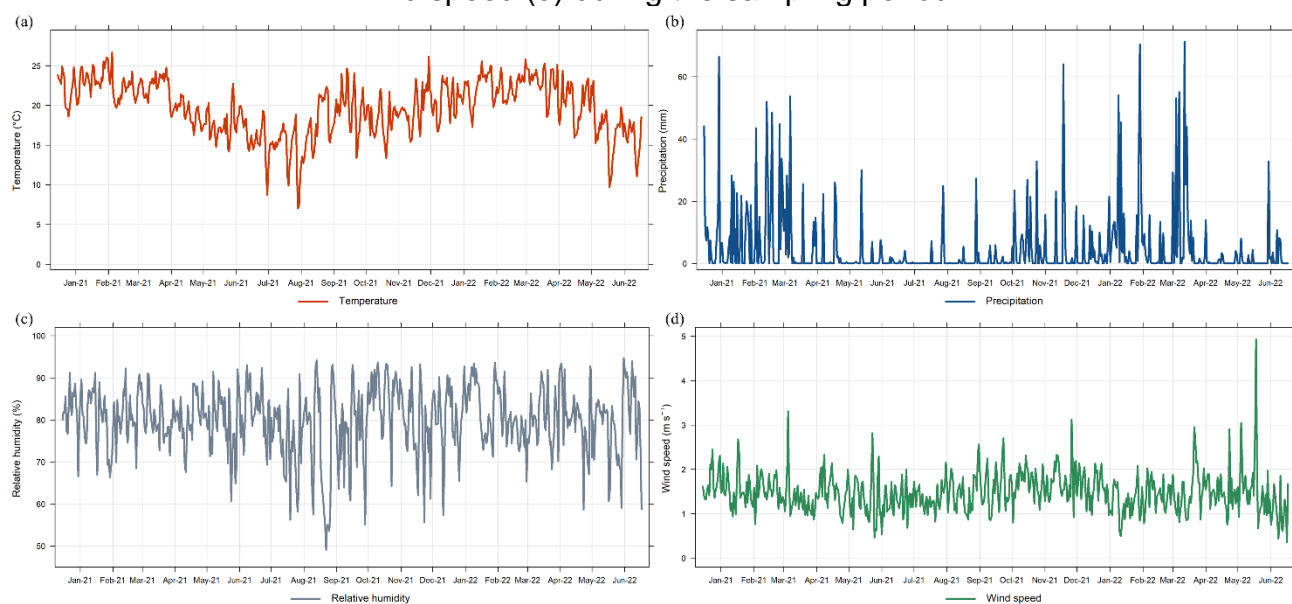 d speed (d) during the sampling period
(a)
25
20
15
10
5
0
Temperature (°C)
Jan-21 Feb-21 Mar-21 Apr-21 May-21 Jun-21 Jul-21 Aug-21 Sep-21 Oct-21 Nov-21 Dec-21 Jan-22 Feb-22 Mar-22 Apr-22 May-22 Jun-22
Temperature
(b)
60
40
20
0
Precipitation (mm)
Jan-21 Feb-21 Mar-21 Apr-21 May-21 Jun-21 Jul-21 Aug-21 Sep-21 Oct-21 Nov-21 Dec-21 Jan-22 Feb-22 Mar-22 Apr-22 May-22 Jun-22
Precipitation
(c)
100
90
80
70
60
50
Relative humidity (%)
Jan-21 Feb-21 Mar-21 Apr-21 May-21 Jun-21 Jul-21 Aug-21 Sep-21 Oct-21 Nov-21 Dec-21 Jan-22 Feb-22 Mar-22 Apr-22 May-22 Jun-22
Relative humidity
(d)
5
4
3
2
1
0
Wind speed (m s⁻¹)
Jan-21 Feb-21 Mar-21 Apr-21 May-21 Jun-21 Jul-21 Aug-21 Sep-21 Oct-21 Nov-21 Dec-21 Jan-22 Feb-22 Mar-22 Apr-22 May-22 Jun-22
Wind speed